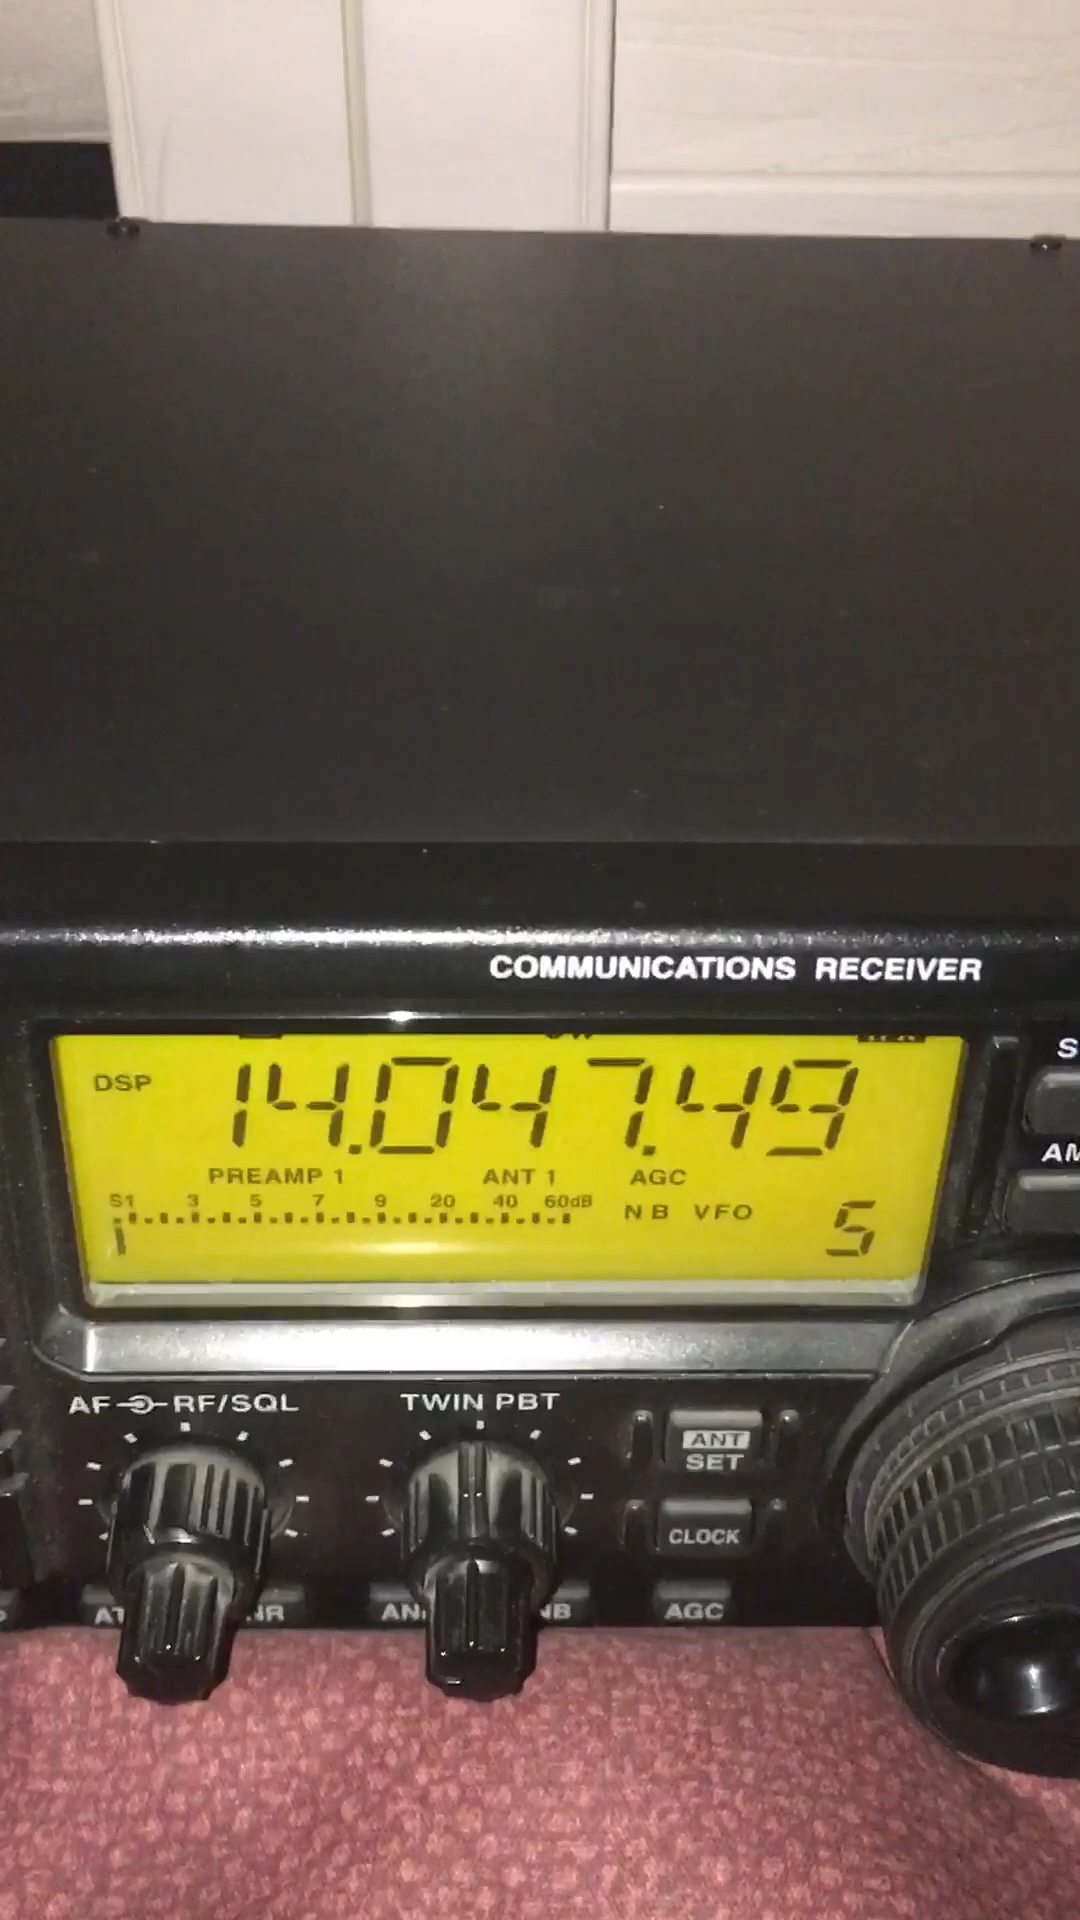 COMMUNICATIONS RECEIVER
DSP 14.047.49
PREAMP 1 ANT 1 AGC
S1 3 5 7 9 20 40 60dB NB VFO 5
AF RF/SQL TWIN PBT
ANT
SET
CLOCK
AGC